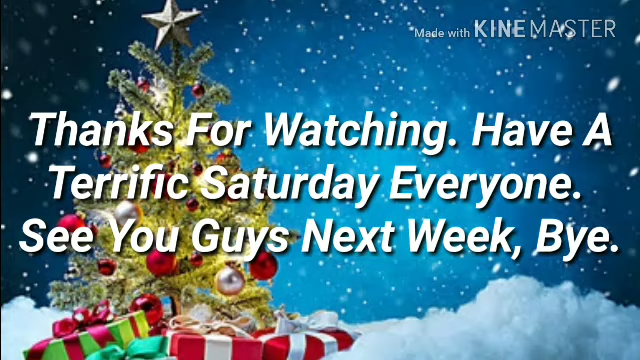 Made with KINEMASTER
Thanks For Watching. Have A
Terrific Saturday Everyone.
See You Guys Next Week, Bye.